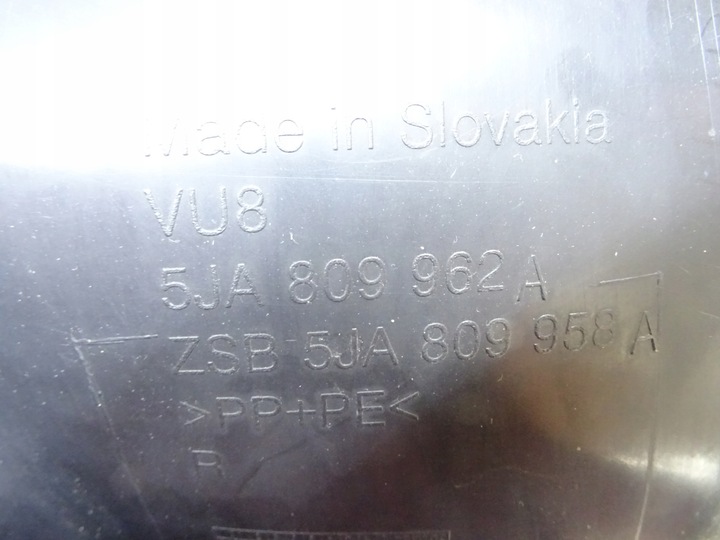 Made in Slovakia
VU8
5JA 809 962 A
ZSB 5JA 809 958 A
>PP+PE<
R